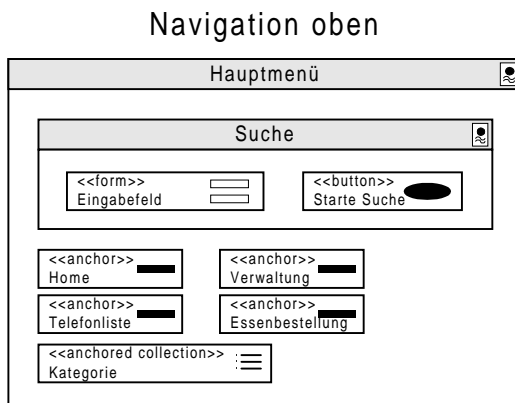 Navigation oben
Hauptmenü
Suche
<<form>>
Eingabefeld
<<button>>
Starte Suche
<<anchor>>
Home
<<anchor>>
Verwaltung
<<anchor>>
Telefonliste
<<anchor>>
Essenbestellung
<<anchored collection>>
Kategorie